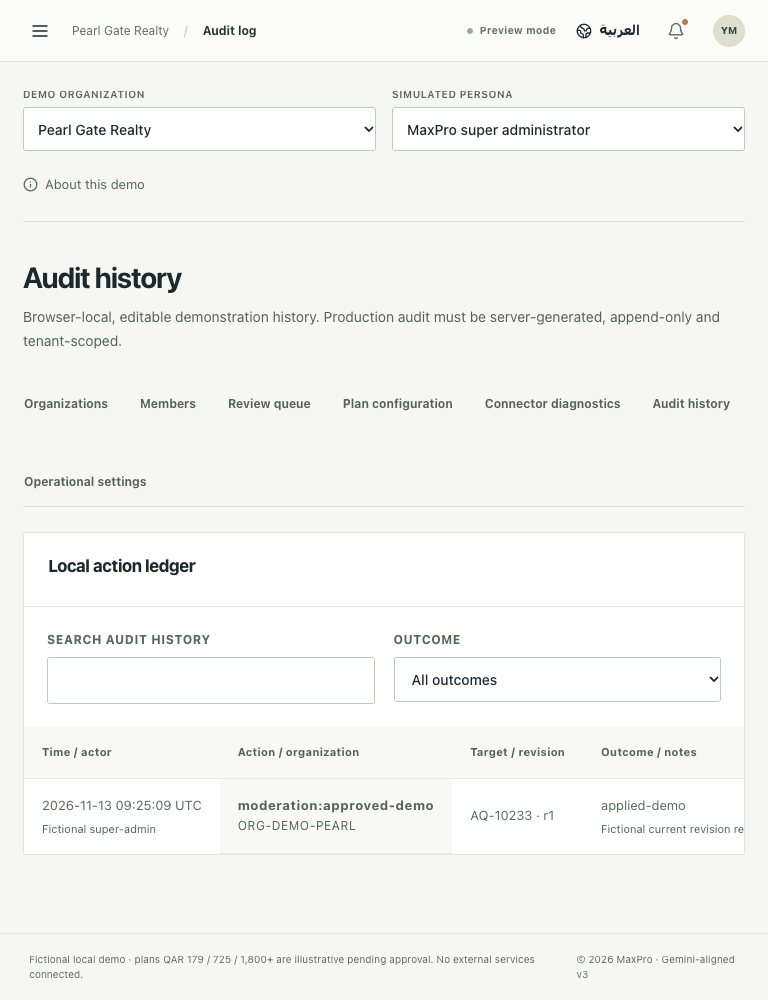 Pearl Gate Realty / Audit log
Preview mode
العربية
YM
DEMO ORGANIZATION
Pearl Gate Realty
SIMULATED PERSONA
MaxPro super administrator
About this demo
Audit history
Browser-local, editable demonstration history. Production audit must be server-generated, append-only and
tenant-scoped.
Organizations
Members
Review queue
Plan configuration
Connector diagnostics
Audit history
Operational settings
Local action ledger
SEARCH AUDIT HISTORY
OUTCOME
All outcomes
Time / actor
Action / organization
Target / revision
Outcome / notes
2026-11-13 09:25:09 UTC
Fictional super-admin
moderation:approved-demo
ORG-DEMO-PEARL
AQ-10233 · r1
applied-demo
Fictional current revision re
Fictional local demo · plans QAR 179 / 725 / 1,800+ are illustrative pending approval. No external services
connected.
© 2026 MaxPro · Gemini-aligned
v3